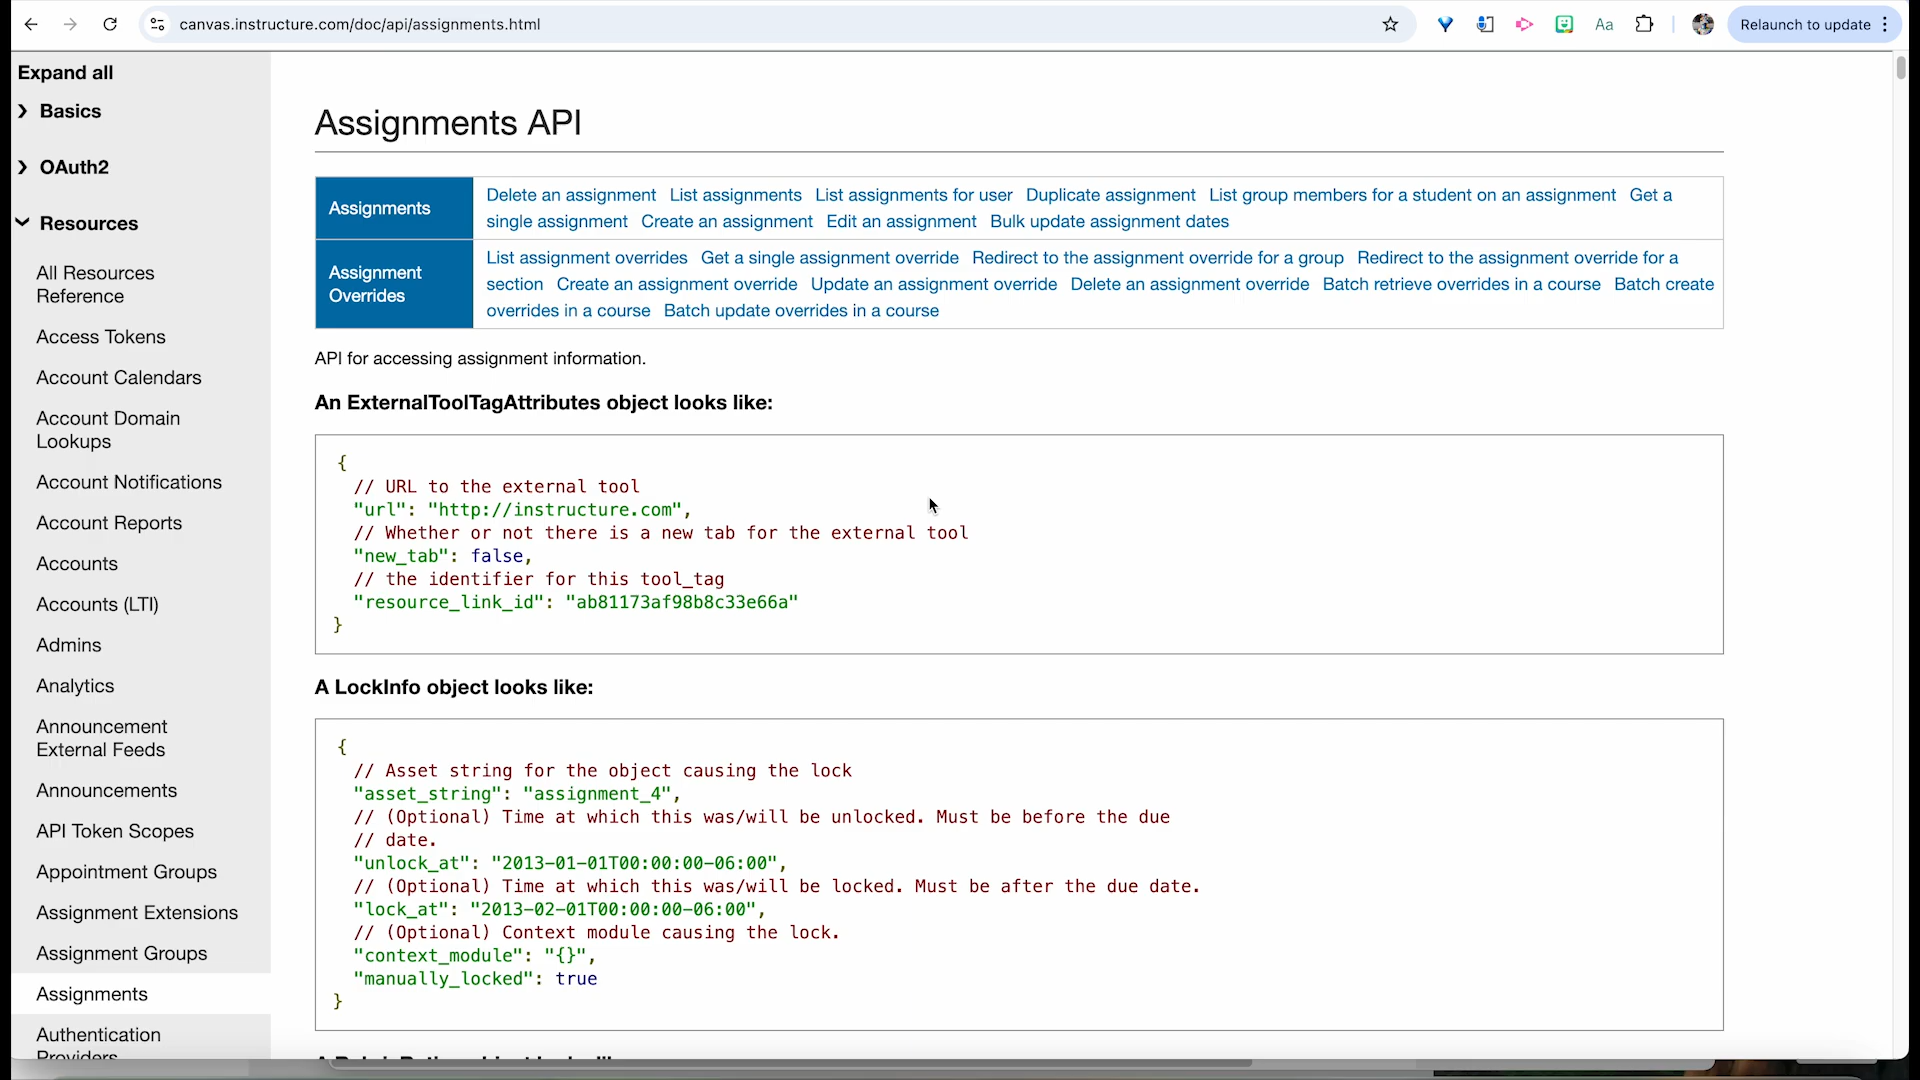 canvas.instructure.com/doc/api/assignments.html
Aa
Relaunch to update
Expand all
Basics
OAuth2
Resources
All Resources
Reference
Access Tokens
Account Calendars
Account Domain
Lookups
Account Notifications
Account Reports
Accounts
Accounts (LTI)
Admins
Analytics
Announcement
External Feeds
Announcements
API Token Scopes
Appointment Groups
Assignment Extensions
Assignment Groups
Assignments
Authentication
Providers
Assignments API
Assignments
Delete an assignment List assignments List assignments for user Duplicate assignment List group members for a student on an assignment Get a
single assignment Create an assignment Edit an assignment Bulk update assignment dates
Assignment
Overrides
List assignment overrides Get a single assignment override Redirect to the assignment override for a group Redirect to the assignment override for a
section Create an assignment override Update an assignment override Delete an assignment override Batch retrieve overrides in a course Batch create
overrides in a course Batch update overrides in a course
API for accessing assignment information.
An ExternalToolTagAttributes object looks like:
{
// URL to the external tool
"url": "http://instructure.com",
// Whether or not there is a new tab for the external tool
"new_tab": false,
// the identifier for this tool_tag
"resource_link_id": "ab81173af98b8c33e66a"
}
A LockInfo object looks like:
{
// Asset string for the object causing the lock
"asset_string": "assignment_4",
// (Optional) Time at which this was/will be unlocked. Must be before the due
// date.
"unlock_at": "2013-01-01T00:00:00-06:00",
// (Optional) Time at which this was/will be locked. Must be after the due date.
"lock_at": "2013-02-01T00:00:00-06:00",
// (Optional) Context module causing the lock.
"context_module": "{}",
"manually_locked": true
}